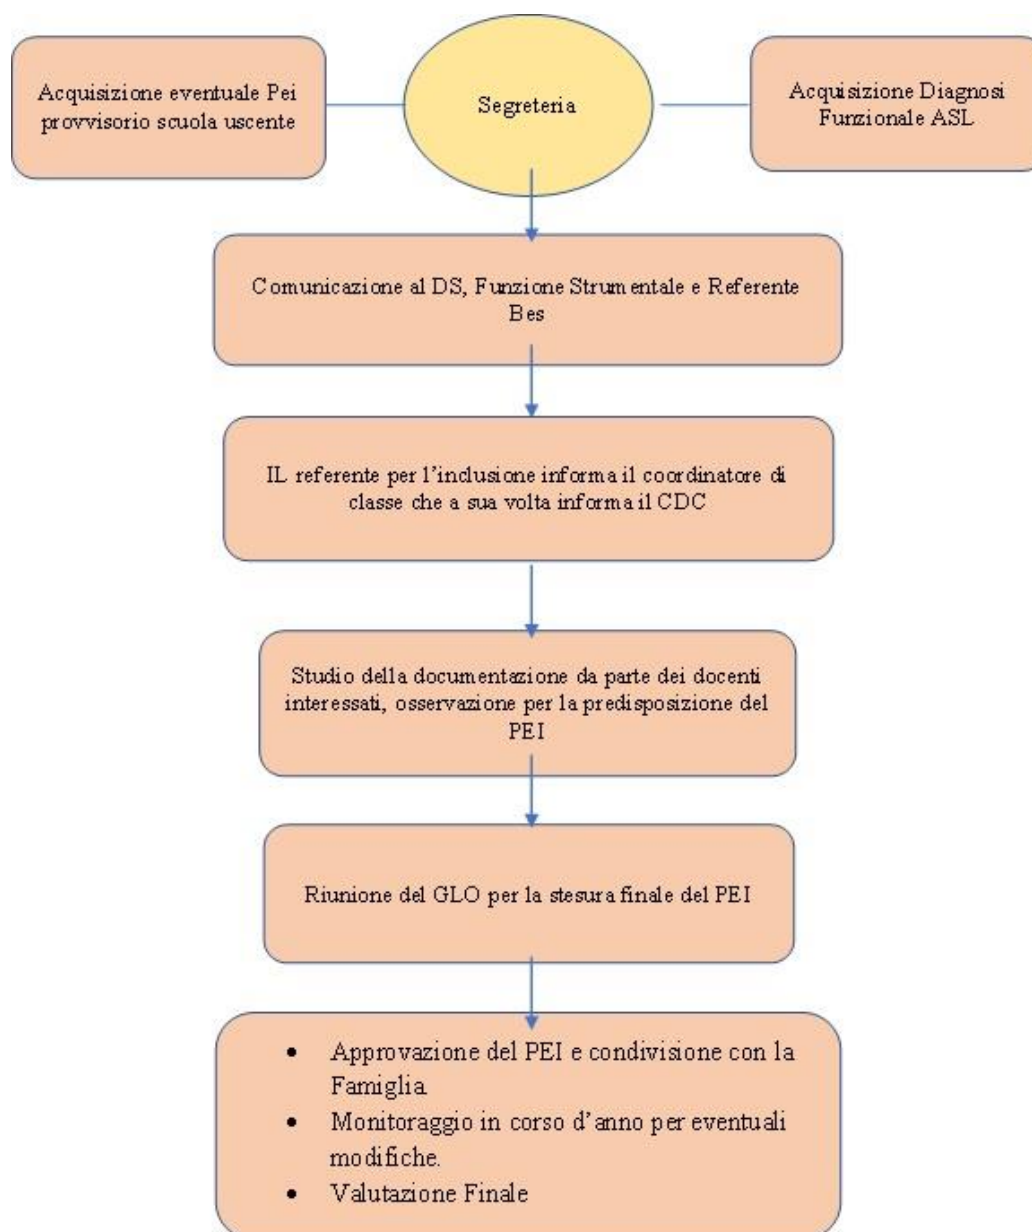 Acquisizione eventuale Pei
provvisorio scuola uscente
Segreteria
Acquisizione Diagnosi
Funzionale ASL
Comunicazione al DS, Funzione Strumentale e Referente
Bes
IL referente per l'inclusione informa il coordinatore di
classe che a sua volta informa il CDC
Studio della documentazione da parte dei docenti
interessati, osservazione per la predisposizione del
PEI
Riunione del GLO per la stesura finale del PEI
• Approvazione del PEI e condivisione con la
Famiglia
• Monitoraggio in corso d'anno per eventuali
modifiche.
• Valutazione Finale